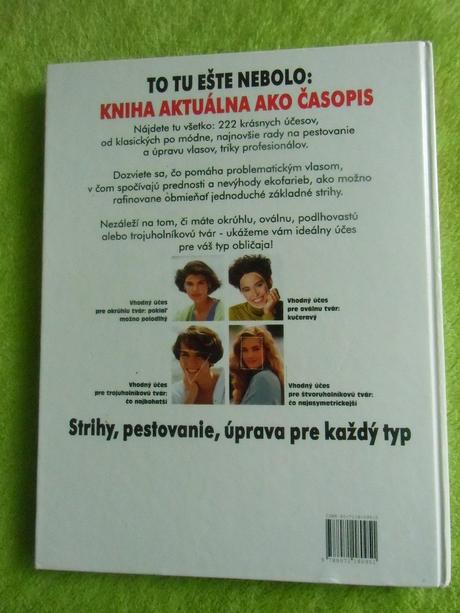 TO TU EŠTE NEBOLO:
KNIHA AKTUÁLNA AKO ČASOPIS
Nájdete tu všetko: 222 krásnych účesov,
od klasických po módne, najnovšie rady na pestovanie
a úpravu vlasov, triky profesionálov.
Dozviete sa, čo pomáha problematickým vlasom,
v čom spočívajú prednosti a nevýhody ekofarieb, ako možno
rafinovane obmieňať jednoduché základné strihy.
Nezáleží na tom, či máte okrúhlu, oválnu, podlhovastú
alebo trojuholníkovú tvár - ukážeme vám ideálny účes
pre váš typ obličaja!
Vhodný účes
pre okrúhlu tvár: pokiaľ
možno polodlhý
Vhodný účes
pre oválnu tvár:
kučeravý
Vhodný účes
pre trojuholníkovú tvár:
čo najbohatší
Vhodný účes
pre štvoruholníkovú tvár:
čo najasymetrickejší
Strihy, pestovanie, úprava pre každý typ